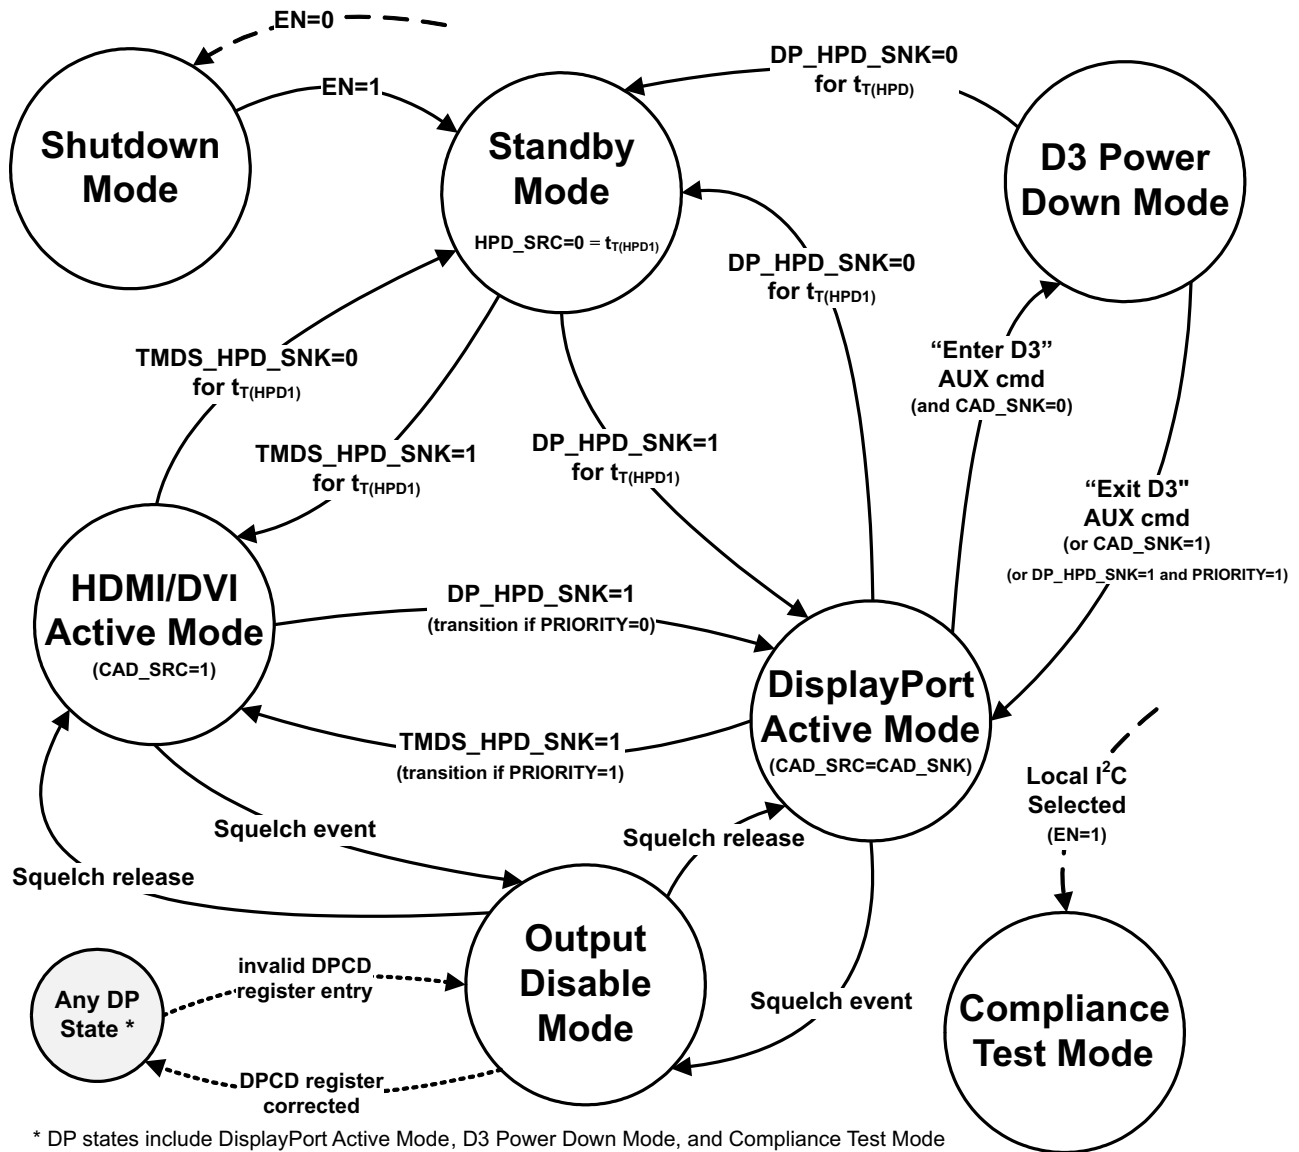 EN=0
EN=1
Shutdown
Mode
Standby
Mode
HPD_SRC=0 = tT(HPD1)
DP_HPD_SNK=0
for tT(HPD)
D3 Power
Down Mode
DP_HPD_SNK=0
for tT(HPD1)
TMDS_HPD_SNK=0
for tT(HPD1)
“Enter D3”
AUX cmd
(and CAD_SNK=0)
TMDS_HPD_SNK=1
for tT(HPD1)
DP_HPD_SNK=1
for tT(HPD1)
“Exit D3"
AUX cmd
(or CAD_SNK=1)
(or DP_HPD_SNK=1 and PRIORITY=1)
HDMI/DVI
Active Mode
(CAD_SRC=1)
DP_HPD_SNK=1
(transition if PRIORITY=0)
DisplayPort
Active Mode
(CAD_SRC=CAD_SNK)
TMDS_HPD_SNK=1
(transition if PRIORITY=1)
Local I²C
Selected
(EN=1)
Squelch event
Squelch release
Squelch release
Output
Disable
Mode
invalid DPCD
register entry
Any DP
State *
Squelch event
Compliance
Test Mode
DPCD register
corrected
* DP states include DisplayPort Active Mode, D3 Power Down Mode, and Compliance Test Mode